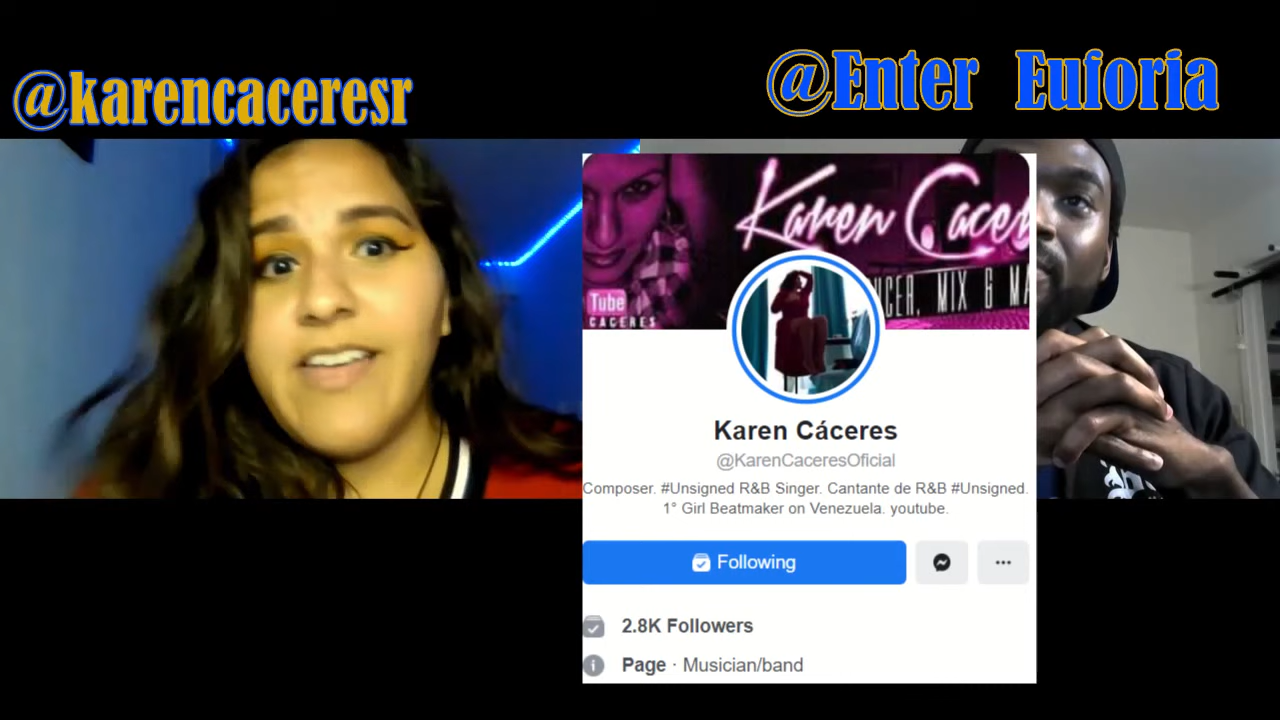 @karencaceresr
@Enter Euforia
Karen Cacer
UCER, MIX & MA
Tube
CACERES
Karen Cáceres
@KarenCaceresOficial
Composer. #Unsigned R&B Singer. Cantante de R&B #Unsigned.
1° Girl Beatmaker on Venezuela. youtube.
Following
2.8K Followers
Page · Musician/band